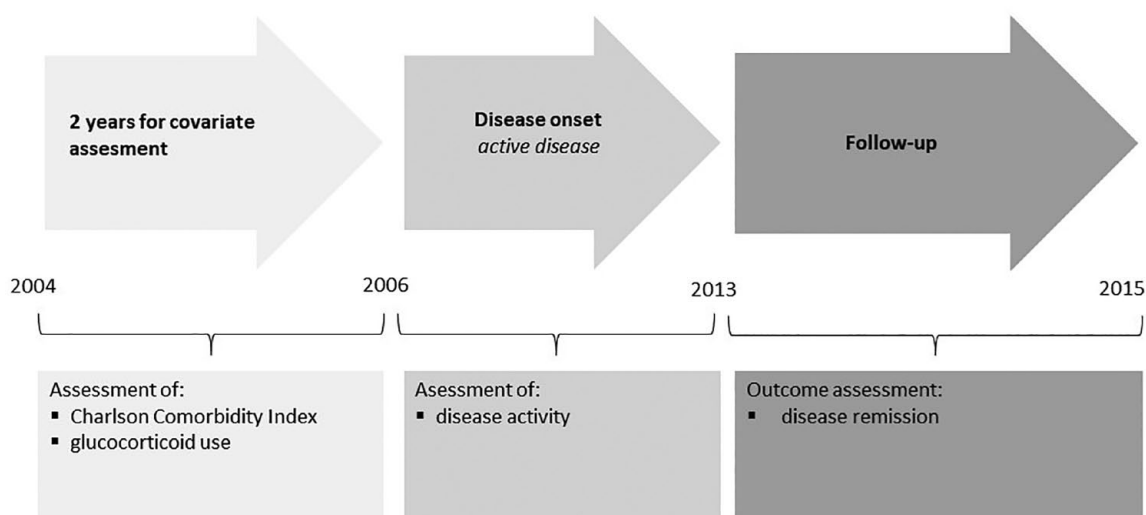 2 years for covariate
assesment
Disease onset
active disease
Follow-up
2004
2006
2013
2015
Assessment of:
▪ Charlson Comorbidity Index
▪ glucocorticoid use
Asessment of:
▪ disease activity
Outcome assessment:
▪ disease remission